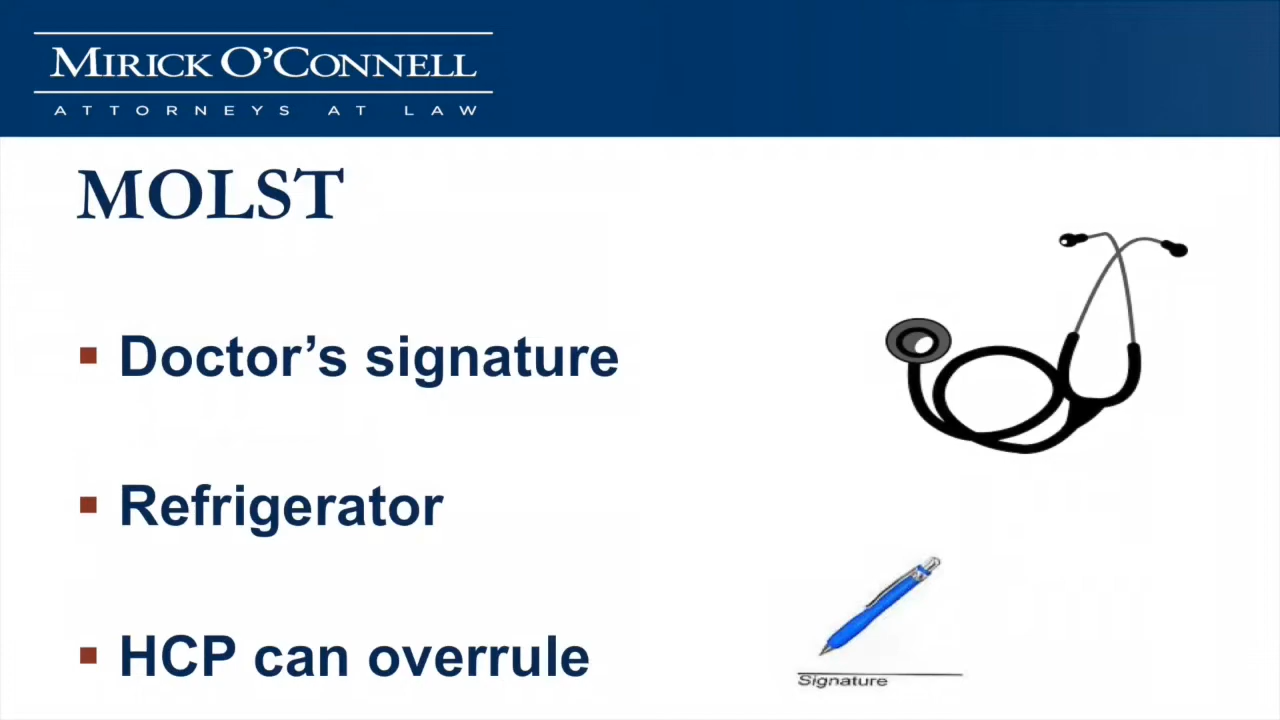 MIRICK O'CONNELL
ATTORNEYS AT LAW
MOLST
Doctor's signature
Refrigerator
HCP can overrule
Signature